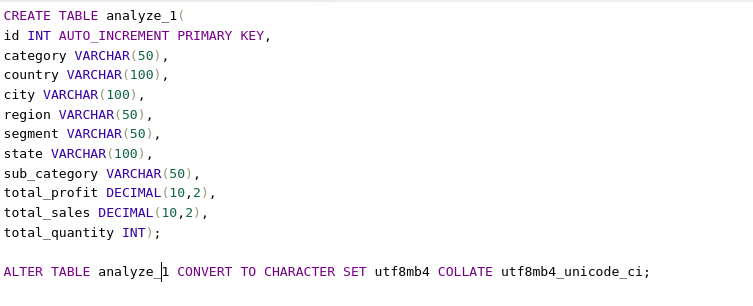 CREATE TABLE analyze_1(
id INT AUTO_INCREMENT PRIMARY KEY,
category VARCHAR(50),
country VARCHAR(100),
city VARCHAR(100),
region VARCHAR(50),
segment VARCHAR(50),
state VARCHAR(100),
sub_category VARCHAR(50),
total_profit DECIMAL(10,2),
total_sales DECIMAL(10,2),
total_quantity INT);
ALTER TABLE analyze_1 CONVERT TO CHARACTER SET utf8mb4 COLLATE utf8mb4_unicode_ci;